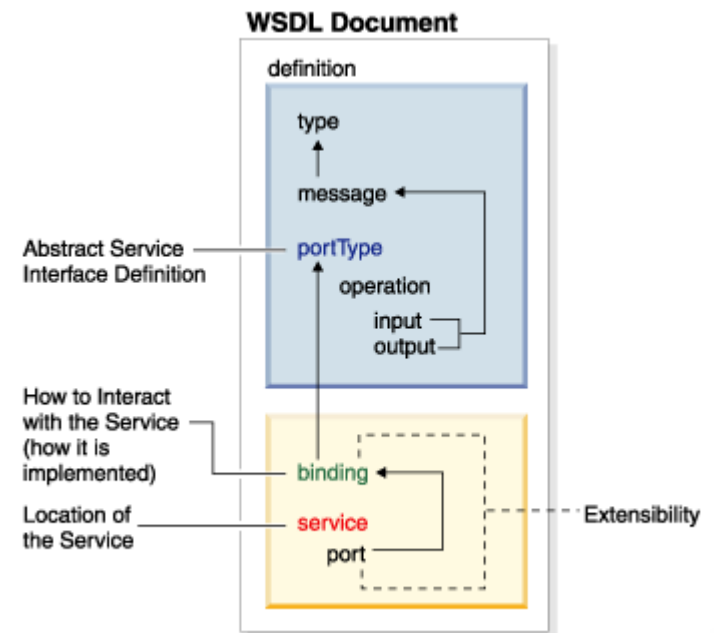 WSDL Document
definition
type
message
Abstract Service
Interface Definition
portType
operation
input
output
How to Interact
with the Service
(how it is
implemented)
binding
Location of
the Service
service
port
Extensibility